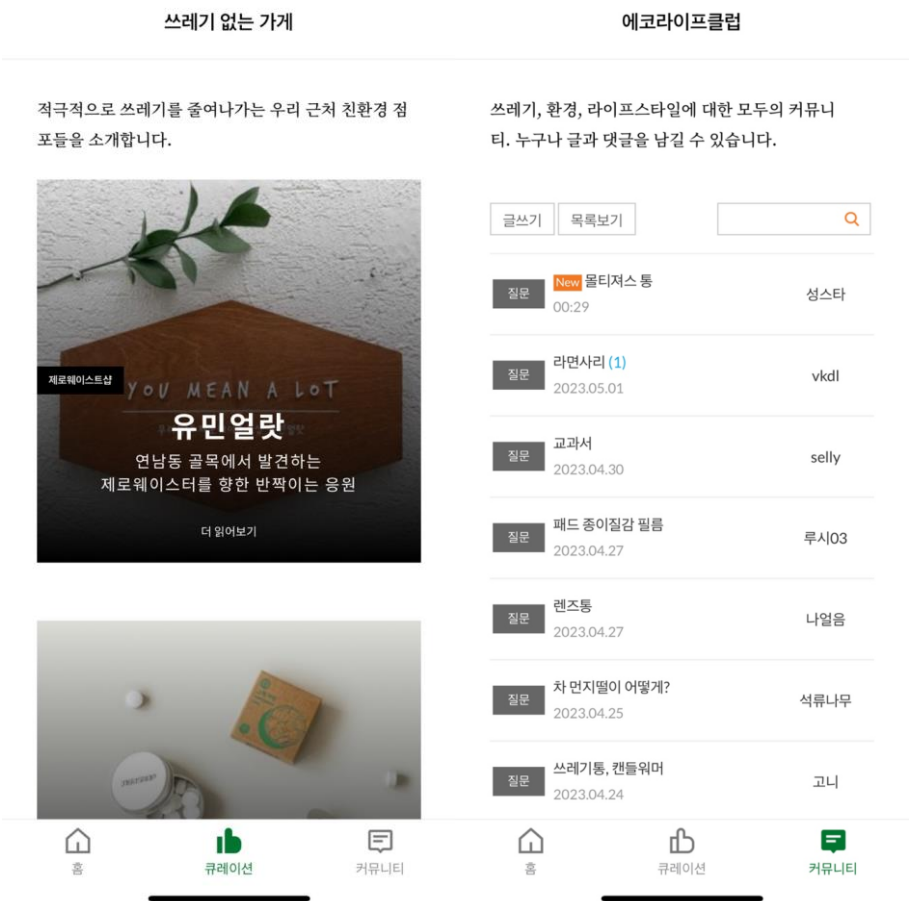 쓰레기 없는 가게
적극적으로 쓰레기를 줄여나가는 우리 근처 친환경 점
포들을 소개합니다.
제로웨이스트샵
YOU MEAN A LOT
유민얼랏
연남동 골목에서 발견하는
제로웨이스터를 향한 반짝이는 응원
더 읽어보기
홈
큐레이션
커뮤니티
에코라이프클럽
쓰레기, 환경, 라이프스타일에 대한 모두의 커뮤니
티. 누구나 글과 댓글을 남길 수 있습니다.
글쓰기 목록보기
질문 New 몰티져스 통 성스타
00:29
질문 라면사리 (1) vkdl
2023.05.01
질문 교과서 selly
2023.04.30
질문 패드 종이질감 필름 루시03
2023.04.27
질문 렌즈통 나얼음
2023.04.27
질문 차 먼지떨이 어떻게? 석류나무
2023.04.25
질문 쓰레기통, 캔들워머 고니
2023.04.24
홈
큐레이션
커뮤니티